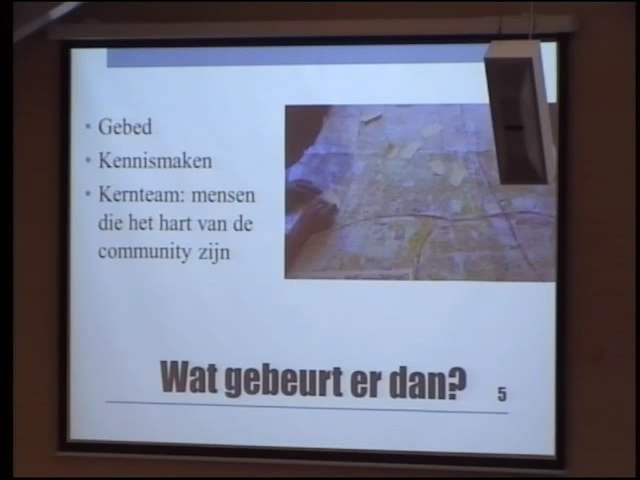 • Gebed
• Kennismaken
• Kernteam: mensen
die het hart van de
community zijn
Wat gebeurt er dan?
5